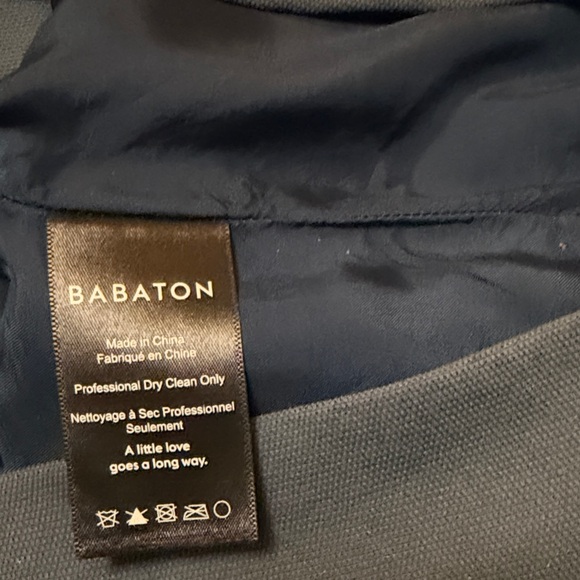 BABATON
Made in China
Fabriqué en Chine
Professional Dry Clean Only
Nettoyage à Sec Professionnel
Seulement
A little love
goes a long way.